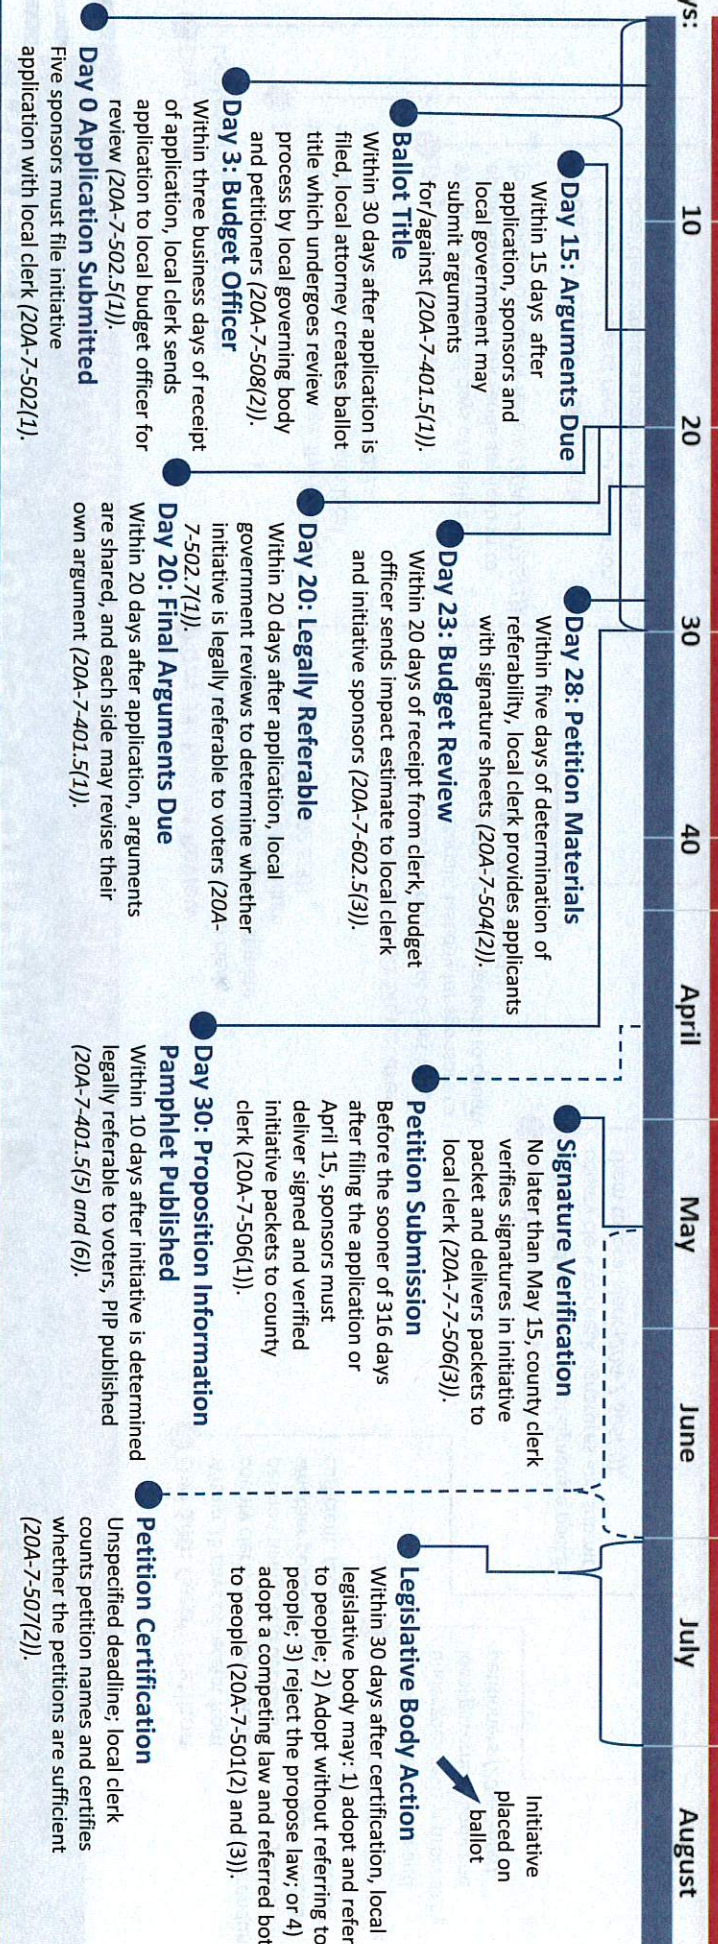 ys:
10
20
30
40
April
May
June
July
August
Day 15: Arguments Due
Within 15 days after
application, sponsors and
local government may
submit arguments
for/against (20A-7-401.5(1)).
Ballot Title
Within 30 days after application is
filed, local attorney creates ballot
title which undergoes review
process by local governing body
and petitioners (20A-7-508(2)).
Day 3: Budget Officer
Within three business days of receipt
of application, local clerk sends
application to local budget officer for
review (20A-7-502.5(1)).
Day 0 Application Submitted
Five sponsors must file initiative
application with local clerk (20A-7-502(1).
Day 28: Petition Materials
Within five days of determination of
referability, local clerk provides applicants
with signature sheets (20A-7-504(2)).
Day 23: Budget Review
Within 20 days of receipt from clerk, budget
officer sends impact estimate to local clerk
and initiative sponsors (20A-7-602.5(3)).
Day 20: Legally Referable
Within 20 days after application, local
government reviews to determine whether
initiative is legally referable to voters (20A-
7-502.7(1)).
Day 20: Final Arguments Due
Within 20 days after application, arguments
are shared, and each side may revise their
own argument (20A-7-401.5(1)).
Signature Verification
No later than May 15, county clerk
verifies signatures in initiative
packet and delivers packets to
local clerk (20A-7-7-506(3)).
Petition Submission
Before the sooner of 316 days
after filing the application or
April 15, sponsors must
deliver signed and verified
initiative packets to county
clerk (20A-7-506(1)).
Day 30: Proposition Information
Pamphlet Published
Within 10 days after initiative is determined
legally referable to voters, PIP published
(20A-7-401.5(5) and (6)).
Initiative
placed on
ballot
Legislative Body Action
Within 30 days after certification, local
legislative body may: 1) adopt and refer
to people; 2) Adopt without referring to
people; 3) reject the propose law; or 4)
adopt a competing law and referred bot
to people (20A-7-501(2) and (3)).
Petition Certification
Unspecified deadline; local clerk
counts petition names and certifies
whether the petitions are sufficient
(20A-7-507(2)).